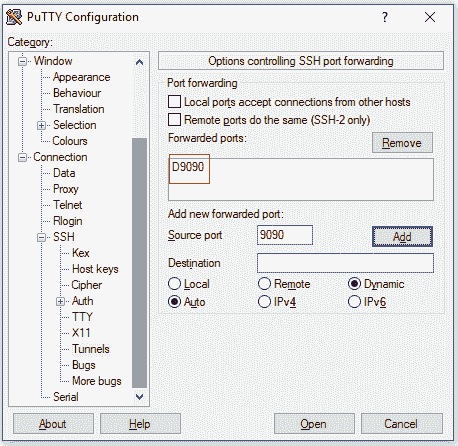 PuTTY Configuration
?
Category:
Window
Appearance
Behaviour
Translation
Selection
Colours
Connection
Data
Proxy
Telnet
Rlogin
SSH
Kex
Host keys
Cipher
Auth
TTY
X11
Tunnels
Bugs
More bugs
Serial
Options controlling SSH port forwarding
Port forwarding
Local ports accept connections from other hosts
Remote ports do the same (SSH-2 only)
Forwarded ports:
Remove
D9090
Add new forwarded port:
Source port 9090 Add
Destination
Local Remote Dynamic
Auto IPv4 IPv6
About Help Open Cancel